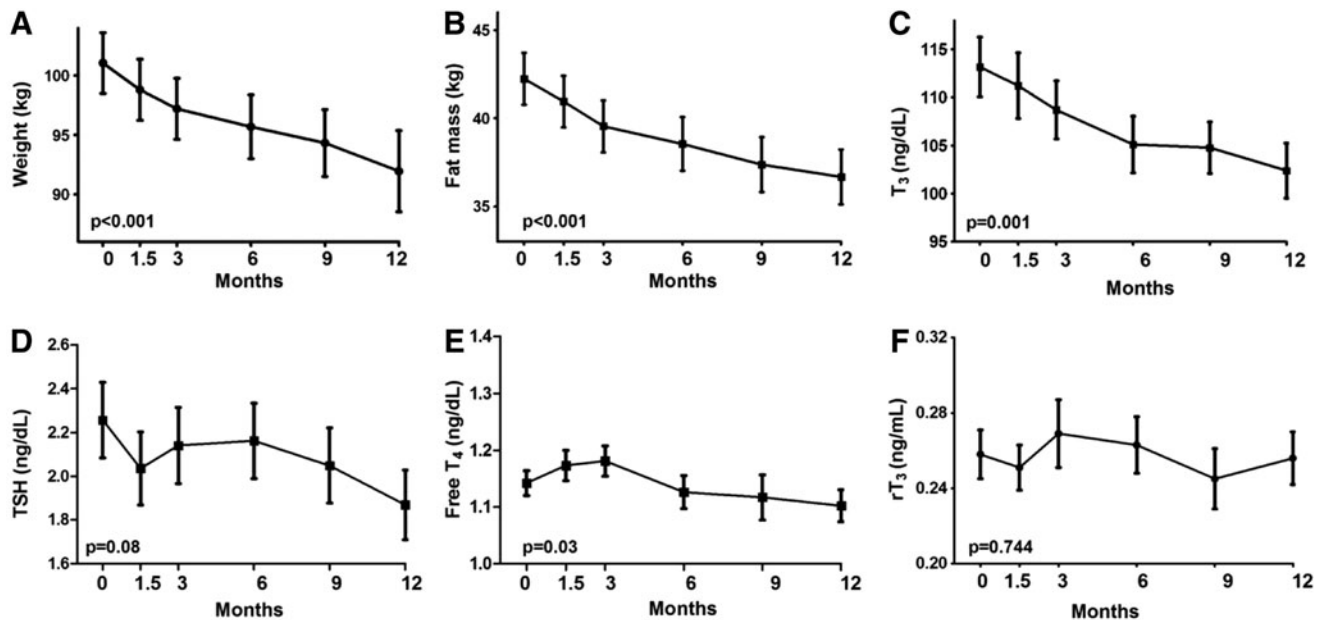 A
Weight (kg)
100
95
90
p<0.001
0 1.5 3 6 9 12
Months
B
Fat mass (kg)
45
40
35
p<0.001
0 1.5 3 6 9 12
Months
C
T₃ (ng/dL)
115
110
105
100
95
p=0.001
0 1.5 3 6 9 12
Months
D
TSH (ng/dL)
2.6
2.4
2.2
2.0
1.8
1.6
p=0.08
0 1.5 3 6 9 12
Months
E
Free T₄ (ng/dL)
1.4
1.3
1.2
1.1
1.0
p=0.03
0 1.5 3 6 9 12
Months
F
rT₃ (ng/mL)
0.32
0.28
0.24
0.20
p=0.744
0 1.5 3 6 9 12
Months